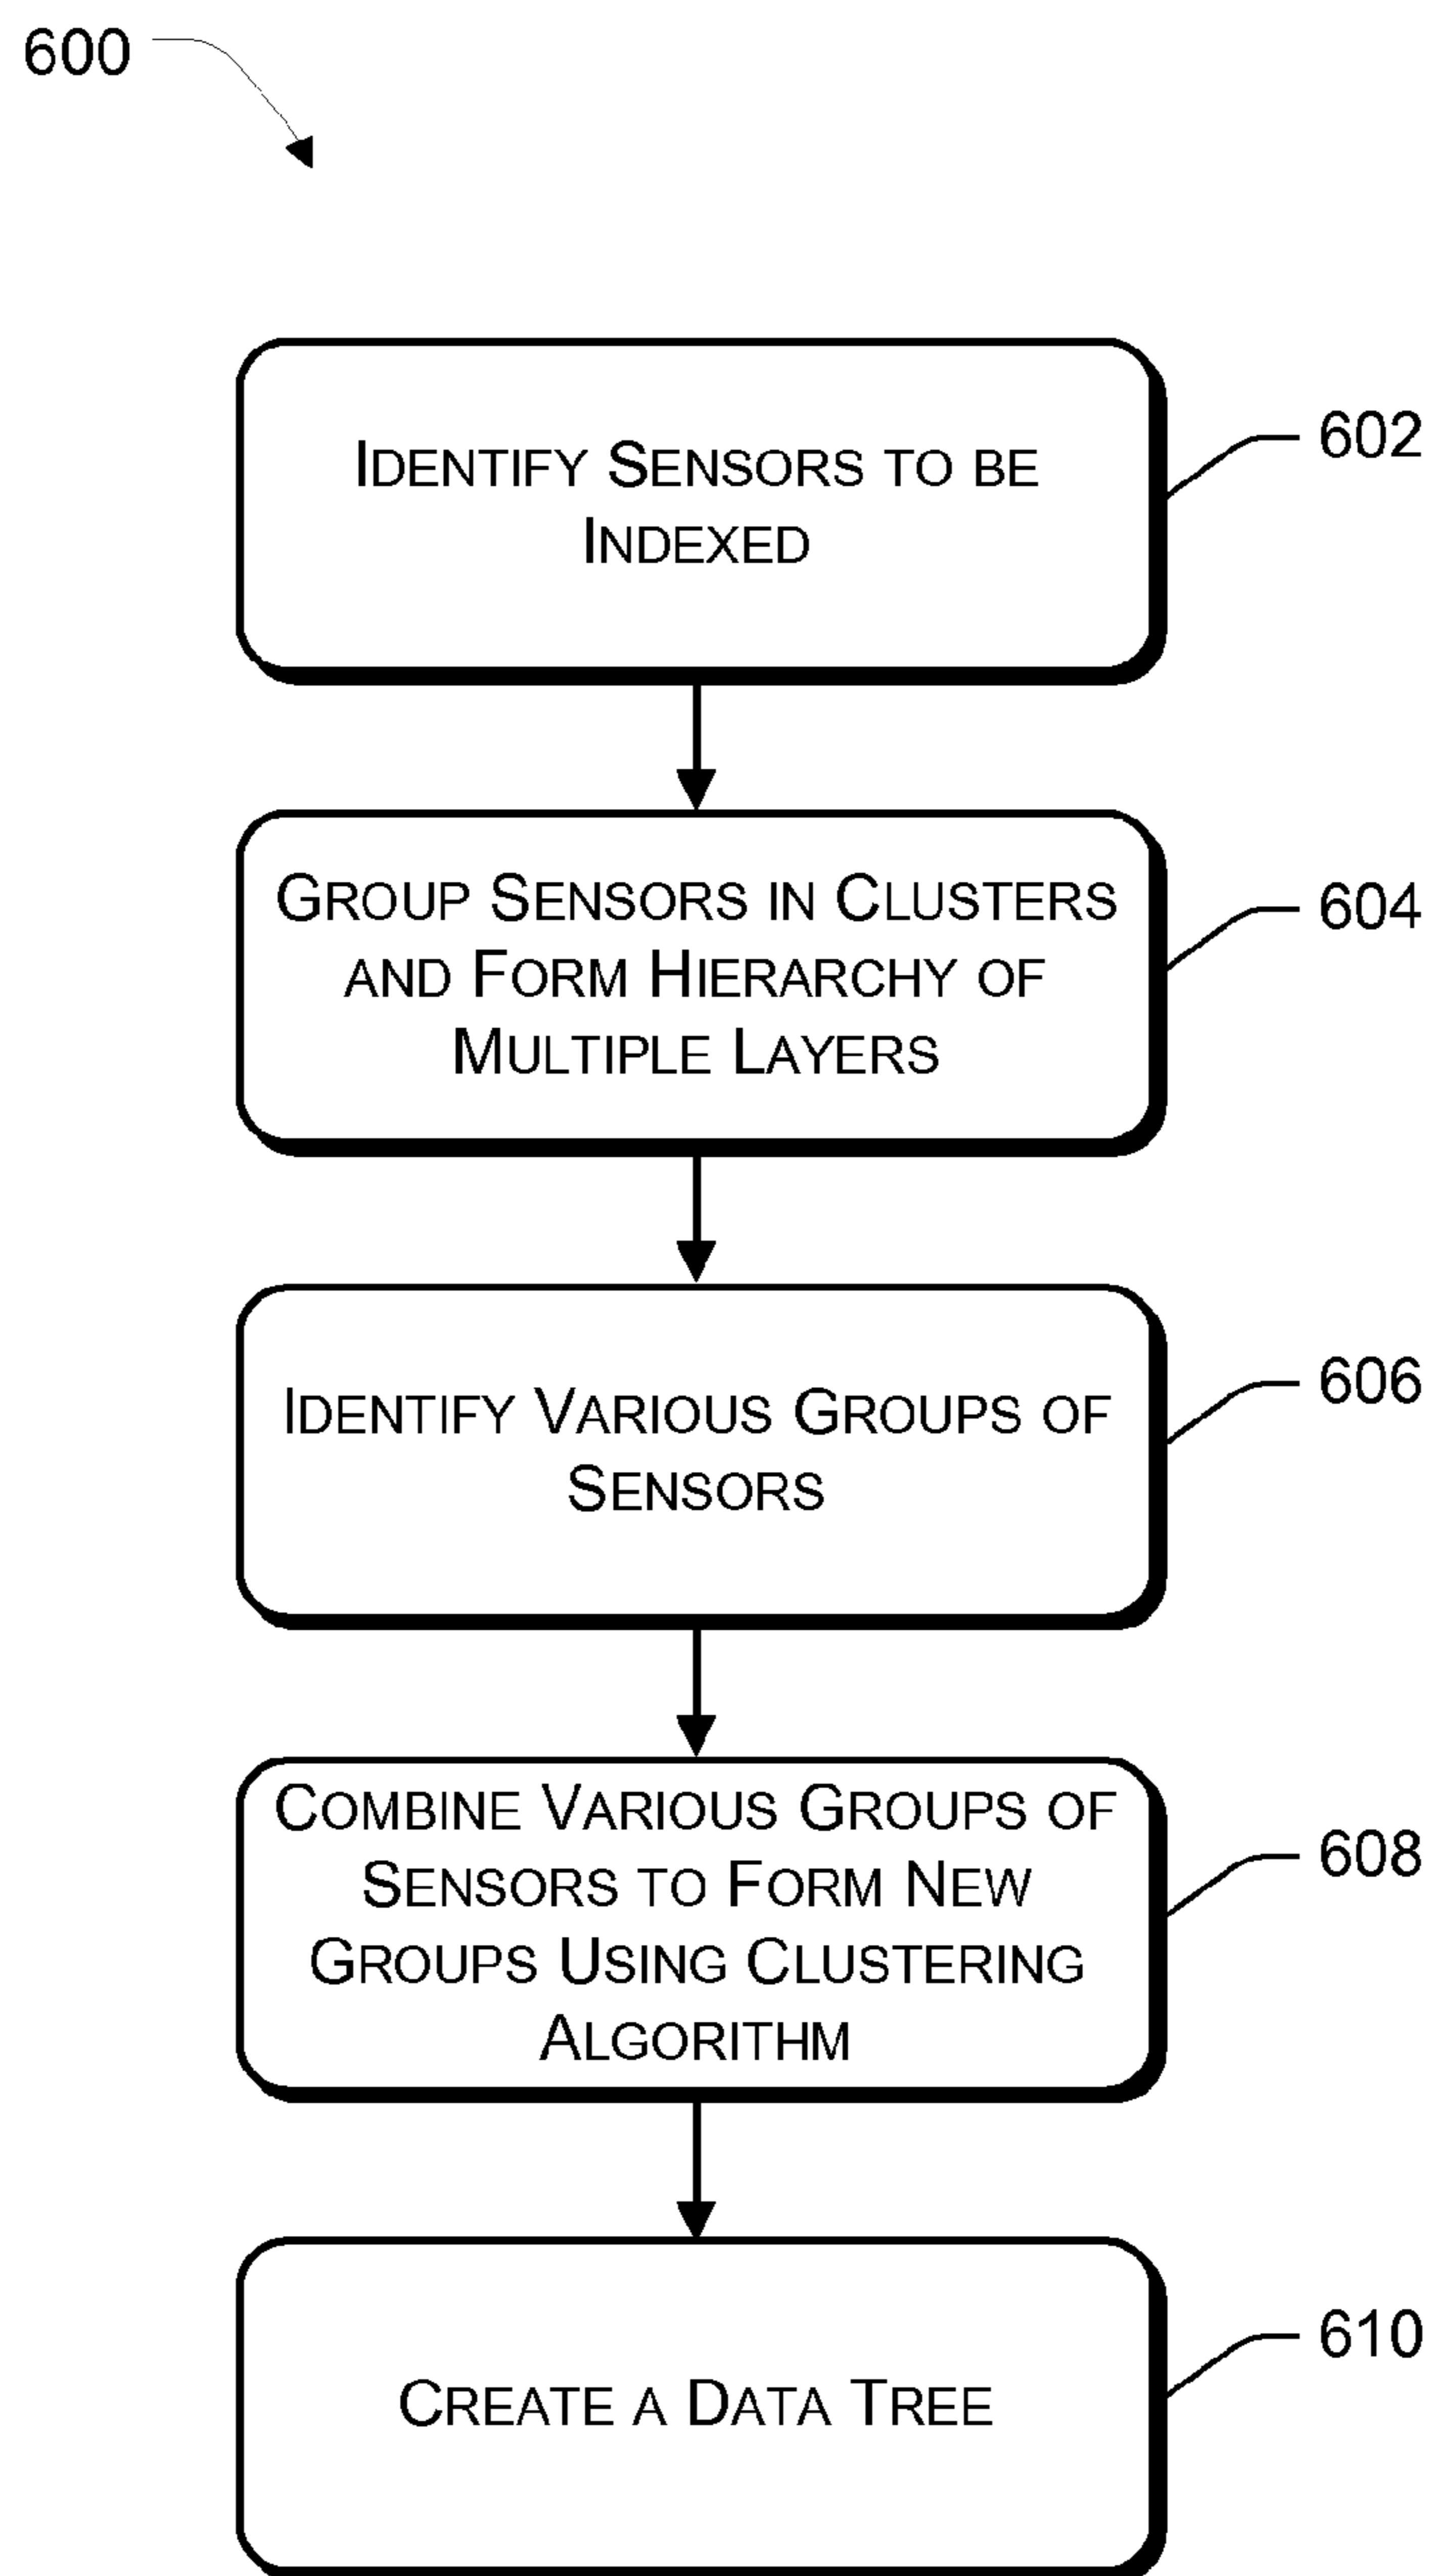 600
IDENTIFY SENSORS TO BE
INDEXED
602
GROUP SENSORS IN CLUSTERS
AND FORM HIERARCHY OF
MULTIPLE LAYERS
604
IDENTIFY VARIOUS GROUPS OF
SENSORS
606
COMBINE VARIOUS GROUPS OF
SENSORS TO FORM NEW
GROUPS USING CLUSTERING
ALGORITHM
608
CREATE A DATA TREE
610